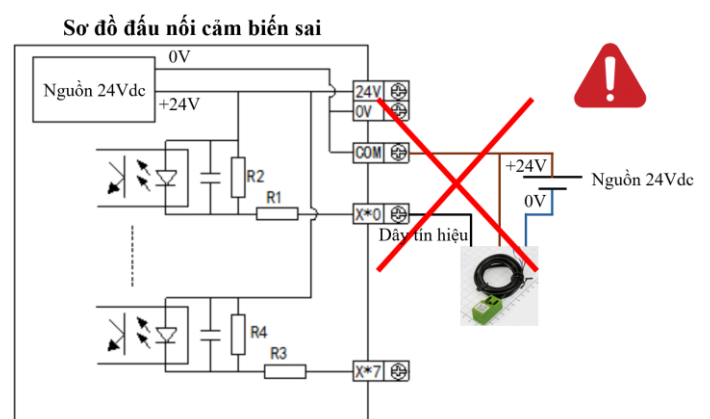 Sơ đồ đấu nối cảm biến sai
0V
Nguồn 24Vdc
+24V
24V
0V
COM
+24V
Nguồn 24Vdc
R2
0V
R1
X*0
Dây tín hiệu
R4
R3
X*7